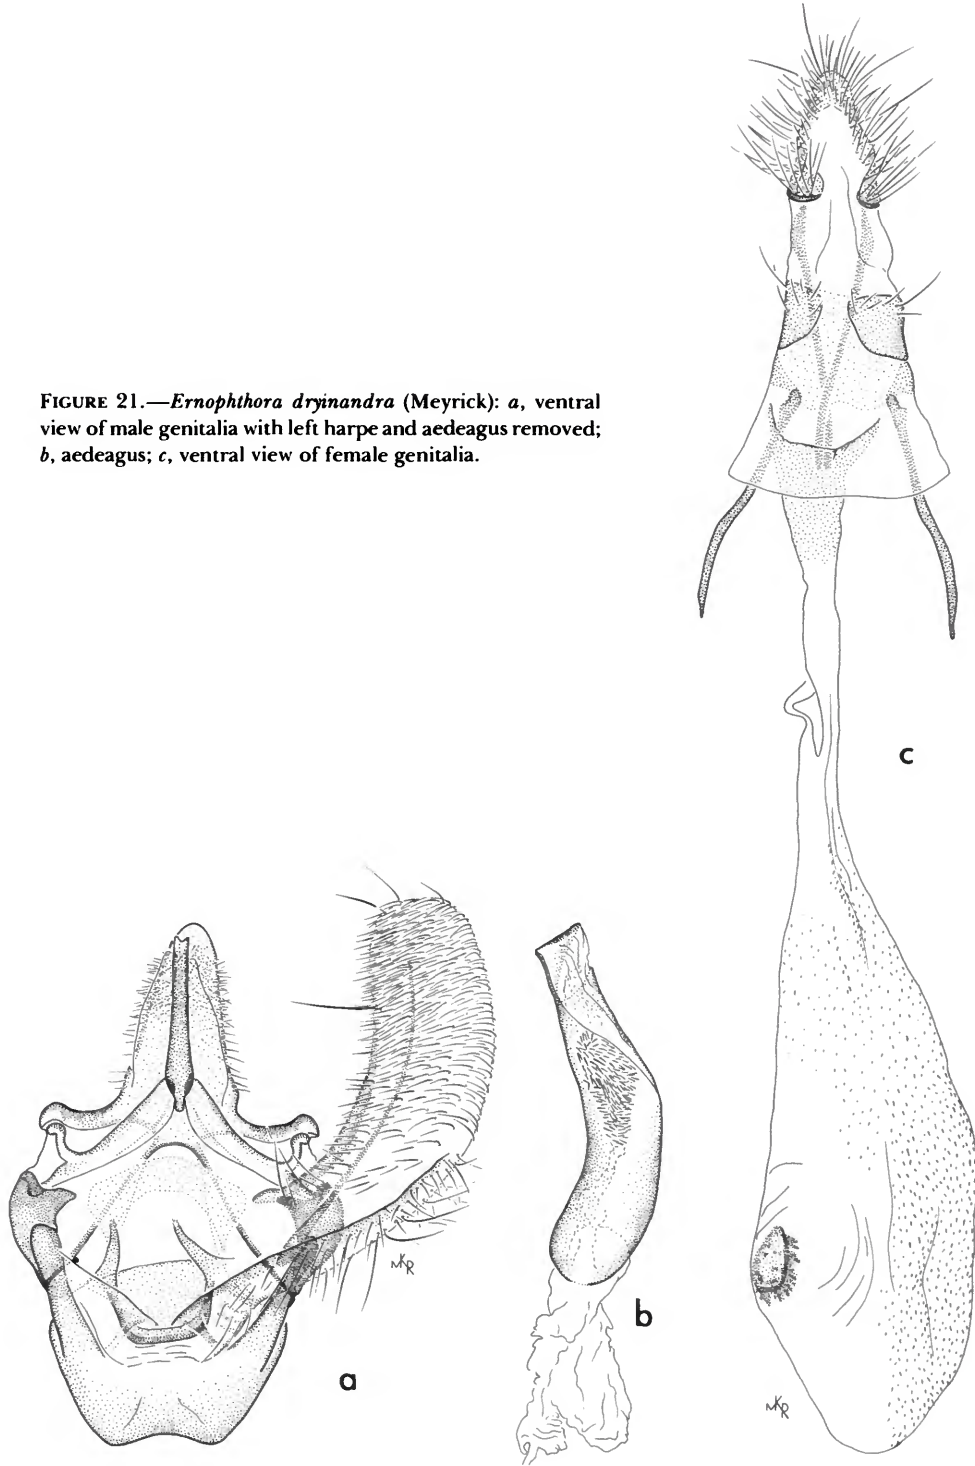 FIGURE 21.—Ernophthora dryinandra (Meyrick): a, ventral
view of male genitalia with left harpe and aedeagus removed;
b, aedeagus; c, ventral view of female genitalia.
c
MKR
b
a
MKR